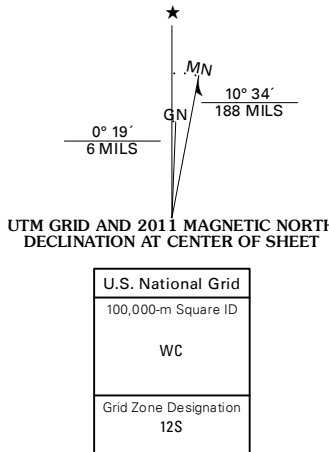 ★
MN
GN
10° 34´
188 MILS
0° 19´
6 MILS
UTM GRID AND 2011 MAGNETIC NORTH
DECLINATION AT CENTER OF SHEET
U.S. National Grid
100,000-m Square ID
WC
Grid Zone Designation
12S